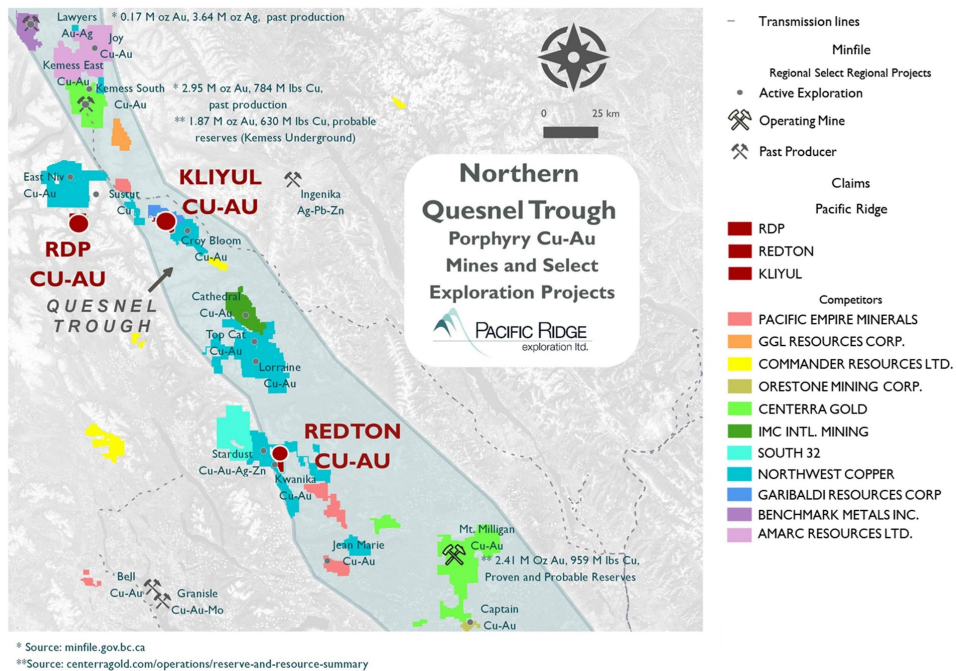 Lawyers
Au-Ag
* 0.17 M oz Au, 3.64 M oz Ag, past production
Joy
Cu-Au
Kemess East
Cu-Au
Kemess South
Cu-Au
* 2.95 M oz Au, 784 M lbs Cu,
past production
** 1.87 M oz Au, 630 M lbs Cu, probable
reserves (Kemess Underground)
0 25 km
East Niv
Cu-Au
Sustut
Cu
KLIYUL
CU-AU
Ingenika
Ag-Pb-Zn
RDP
CU-AU
Croy Bloom
Cu-Au
QUESNEL
TROUGH
Cathedral
Cu-Au
Top Cat
Cu-Au
Lorraine
Cu-Au
REDTON
CU-AU
Stardust
Cu-Au-Ag-Zn
Kwanika
Cu-Au
Jean Marie
Cu-Au
Mt. Milligan
Cu-Au
** 2.41 M Oz Au, 959 M lbs Cu,
Proven and Probable Reserves
Bell
Cu-Au
Granisle
Cu-Au-Mo
Captain
Cu-Au
Northern
Quesnel Trough
Porphyry Cu-Au
Mines and Select
Exploration Projects
PACIFIC RIDGE
exploration ltd.
Transmission lines
Minfile
Regional Select Regional Projects
Active Exploration
Operating Mine
Past Producer
Claims
Pacific Ridge
RDP
REDTON
KLIYUL
Competitors
PACIFIC EMPIRE MINERALS
GGL RESOURCES CORP.
COMMANDER RESOURCES LTD.
ORESTONE MINING CORP.
CENTERRA GOLD
IMC INTL. MINING
SOUTH 32
NORTHWEST COPPER
GARIBALDI RESOURCES CORP
BENCHMARK METALS INC.
AMARC RESOURCES LTD.
* Source: minfile.gov.bc.ca
**Source: centerragold.com/operations/reserve-and-resource-summary